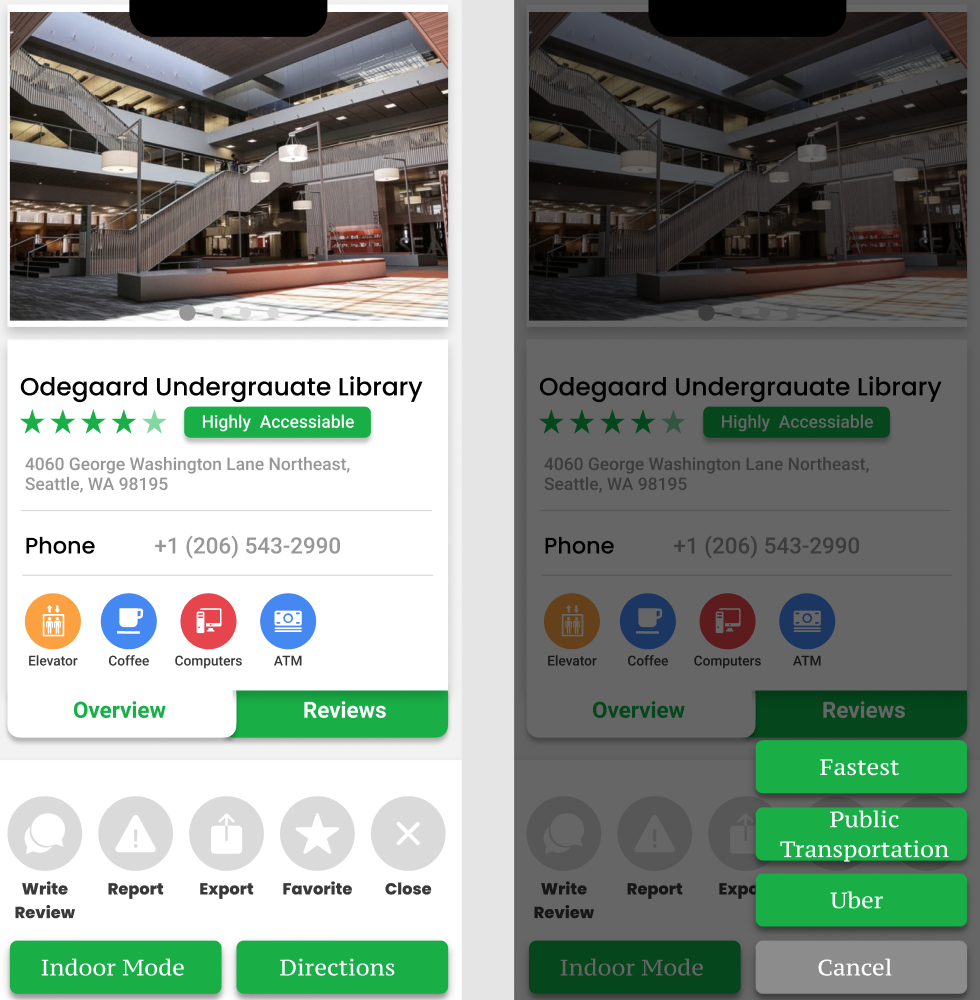 Odegaard Undergrauate Library
Highly Accessiable
4060 George Washington Lane Northeast,
Seattle, WA 98195
Phone +1 (206) 543-2990
Elevator Coffee Computers ATM
Overview Reviews
Write Review Report Export Favorite Close
Indoor Mode Directions
Odegaard Undergrauate Library
Highly Accessiable
4060 George Washington Lane Northeast,
Seattle, WA 98195
Phone +1 (206) 543-2990
Elevator Coffee Computers ATM
Overview Reviews
Fastest
Public
Transportation
Write Review Report Expo
Uber
Indoor Mode Cancel